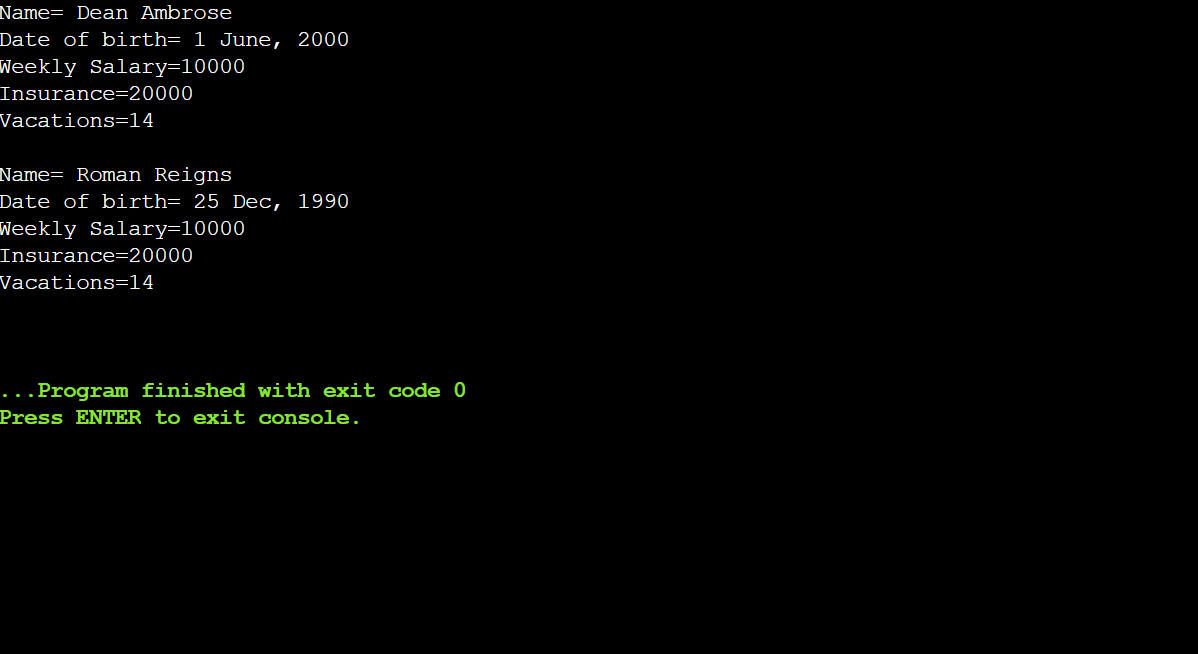 Name= Dean Ambrose
Date of birth= 1 June, 2000
Weekly Salary=10000
Insurance=20000
Vacations=14
Name= Roman Reigns
Date of birth= 25 Dec, 1990
Weekly Salary=10000
Insurance=20000
Vacations=14
...Program finished with exit code 0
Press ENTER to exit console.